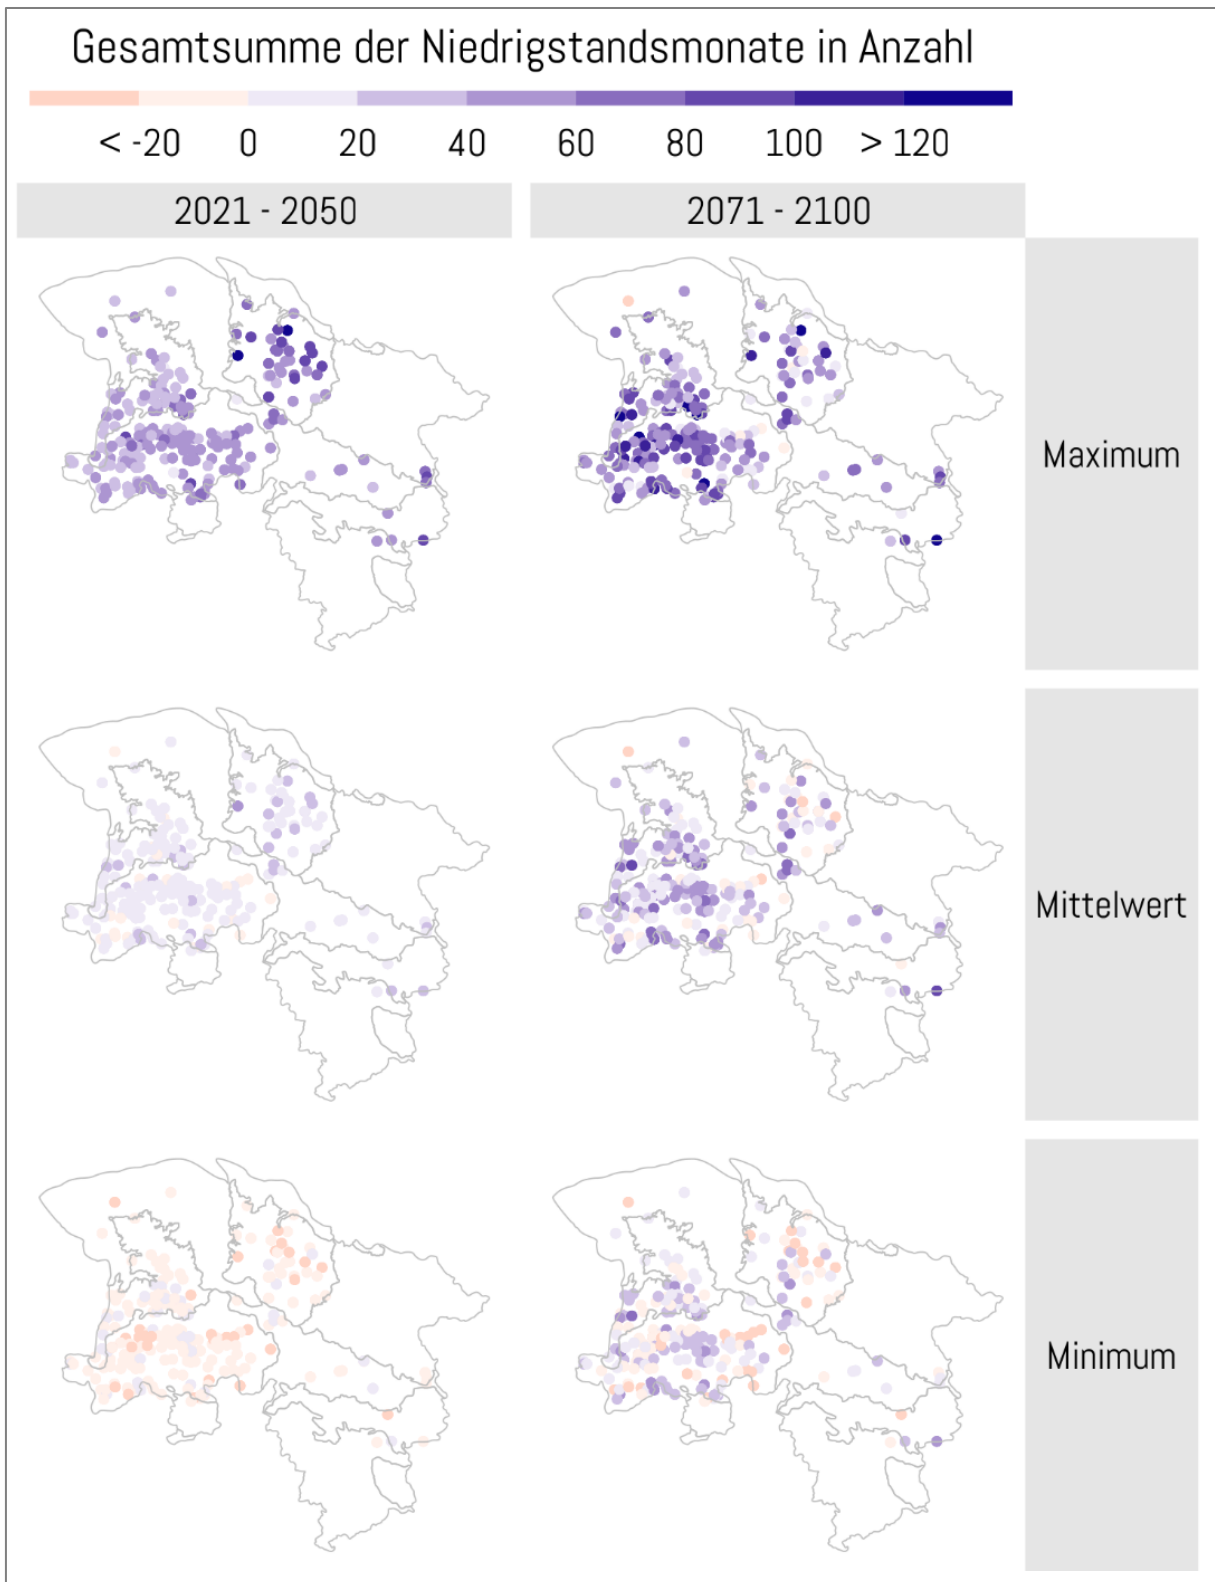 Gesamtsumme der Niedrigstandsmonate in Anzahl
< -20 0 20 40 60 80 100 > 120
2021 - 2050 2071 - 2100
Maximum
Mittelwert
Minimum